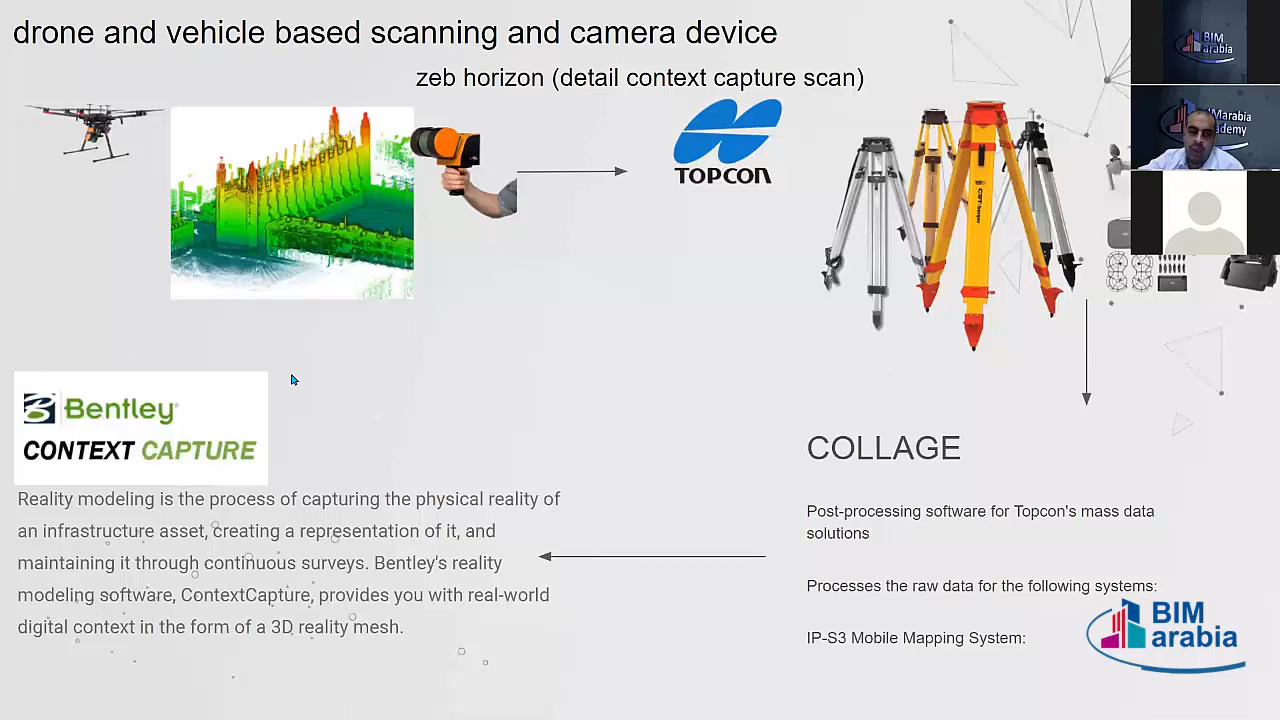 drone and vehicle based scanning and camera device
zeb horizon (detail context capture scan)
BIM
arabia
BIMarabia
TOPCON
CST/berger
Bentley
CONTEXT CAPTURE
Reality modeling is the process of capturing the physical reality of
an infrastructure asset, creating a representation of it, and
maintaining it through continuous surveys. Bentley's reality
modeling software, ContextCapture, provides you with real-world
digital context in the form of a 3D reality mesh.
COLLAGE
Post-processing software for Topcon's mass data
solutions
Processes the raw data for the following systems:
IP-S3 Mobile Mapping System:
BIM
arabia